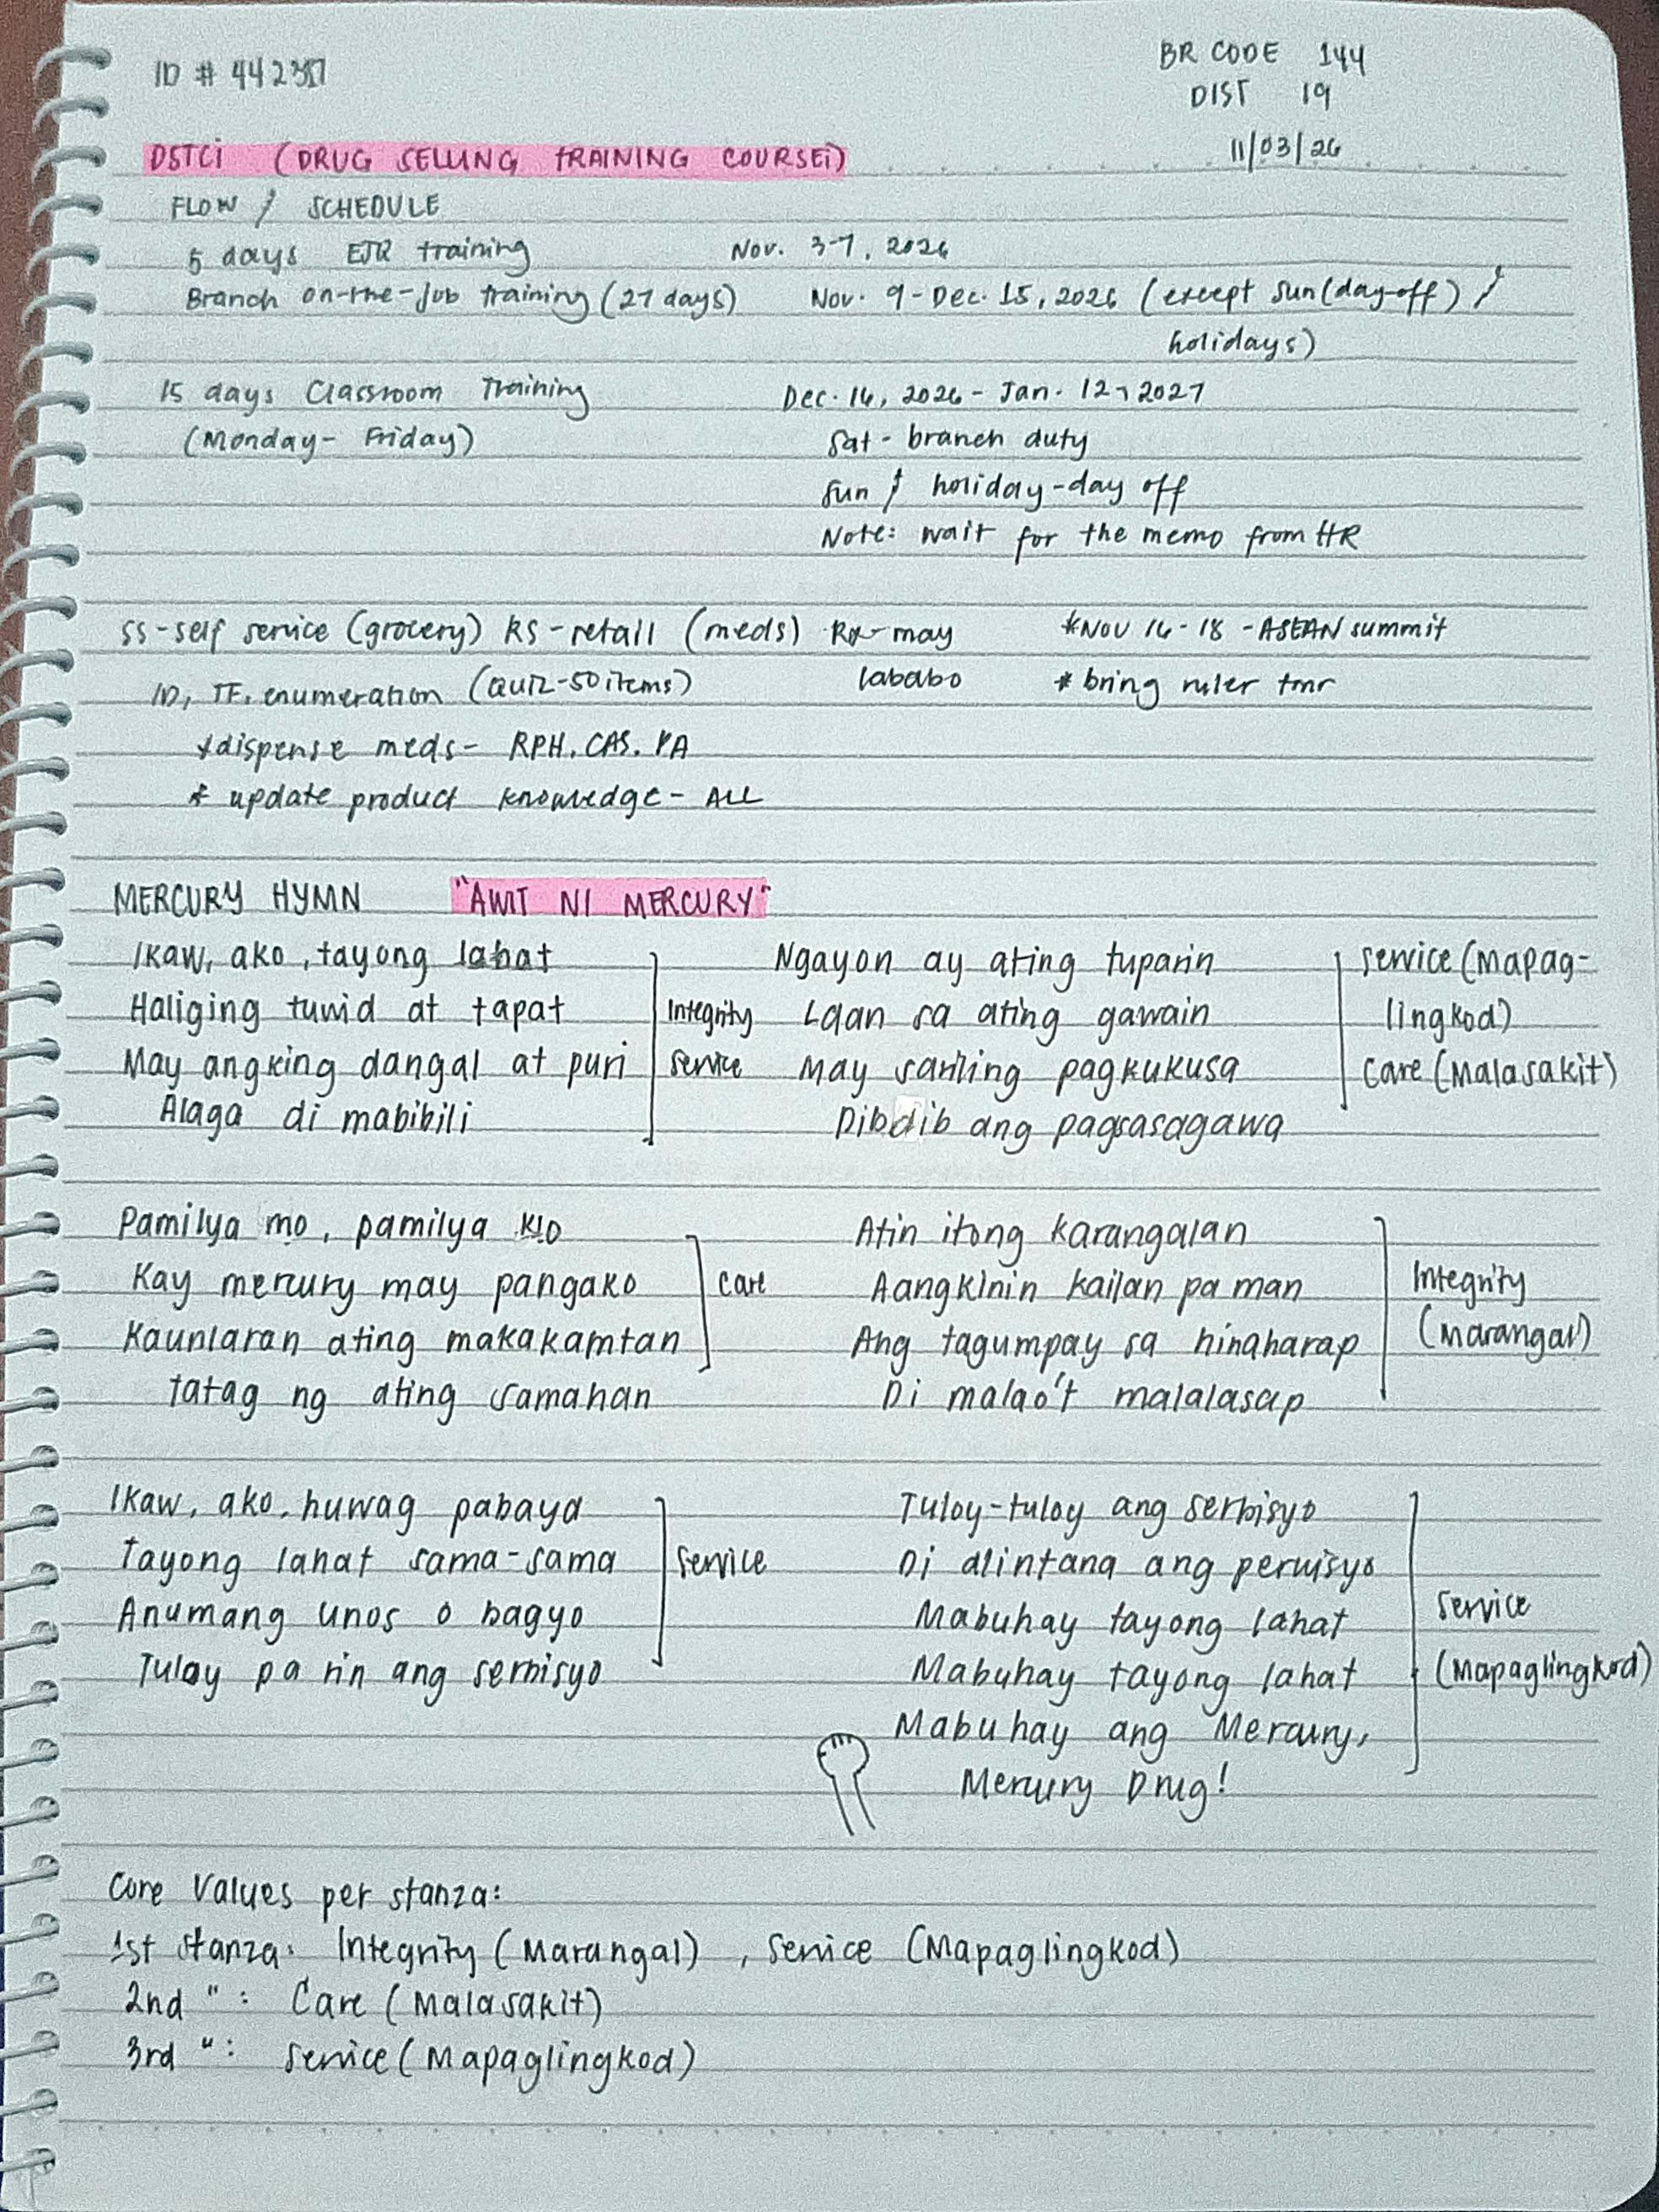 ID # 442357
BR CODE 144
DIST 19
11/03/26
DSTCi (DRUG SELLING TRAINING COURSEi)
FLOW & SCHEDULE
5 days EJR training Nov. 3-7, 2026
Branch on-the-job training (27 days) Nov. 9 - Dec. 15, 2026 (except sun (day-off) &
holidays)
15 days Classroom Training Dec. 16, 2026 - Jan. 12, 2027
(Monday - Friday) Sat - branch duty
Sun & holiday - day off
Note: wait for the memo from HR
SS - self service (grocery) RS - retail (meds) Rx - may *NOV 16 - 18 - ASEAN summit
ID, TF, enumeration (QUIZ - 50 items) lababo * bring ruler tmr
*dispense meds - RPH, CAS, PA
* update product knowledge - ALL
MERCURY HYMN "AWIT NI MERCURY"
Ikaw, ako, tayong lahat
Haliging tuwid at tapat Integrity
May angking dangal at puri service
Alaga di mabibili
Ngayon ay ating tuparin service (Mapag-
Laan sa ating gawain lingkod)
May sariling pagkukusa care (Malasakit)
Dibdib ang pagsasagawa
Pamilya mo, pamilya ko
Kay mercury may pangako care
Kaunlaran ating makakamtan
Tatag ng ating samahan
Atin itong karangalan
Aangkinin kailan pa man Integrity
Ang tagumpay sa hinaharap (Marangal)
Di malao't malalasap
Ikaw, ako, huwag pabaya
Tayong lahat sama-sama service
Anumang unos o bagyo
Tuloy pa rin ang serbisyo
Tuloy-tuloy ang serbisyo
Di alintana ang perwisyo
Mabuhay tayong lahat service
Mabuhay tayong lahat (Mapaglingkod)
Mabuhay ang Mercury,
Mercury Drug!
Core Values per stanza:
1st stanza: Integrity (Marangal), Service (Mapaglingkod)
2nd " : Care (Malasakit)
3rd " : Service (Mapaglingkod)